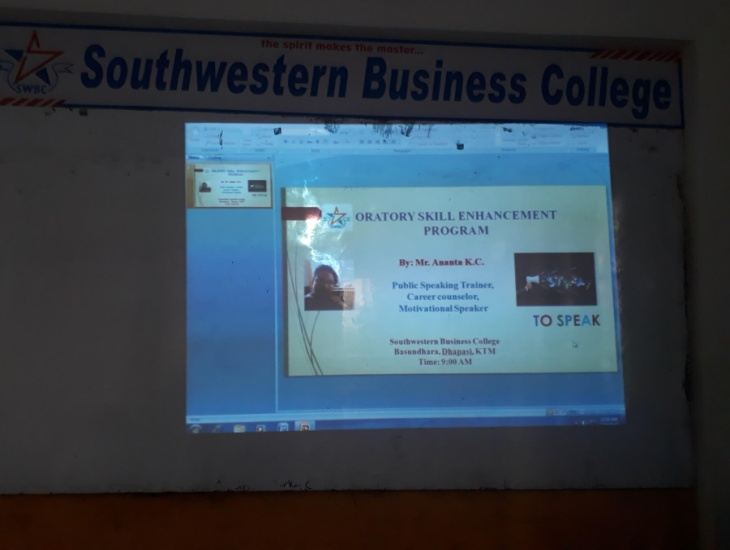 the spirit makes the master...
SWBC
Southwestern Business College
ORATORY SKILL ENHANCEMENT
PROGRAM
By: Mr. Ananta K.C.
Public Speaking Trainer,
Career counselor,
Motivational Speaker
TO SPEAK
Southwestern Business College
Basundhara, Dhapasi, KTM
Time: 9:00 AM